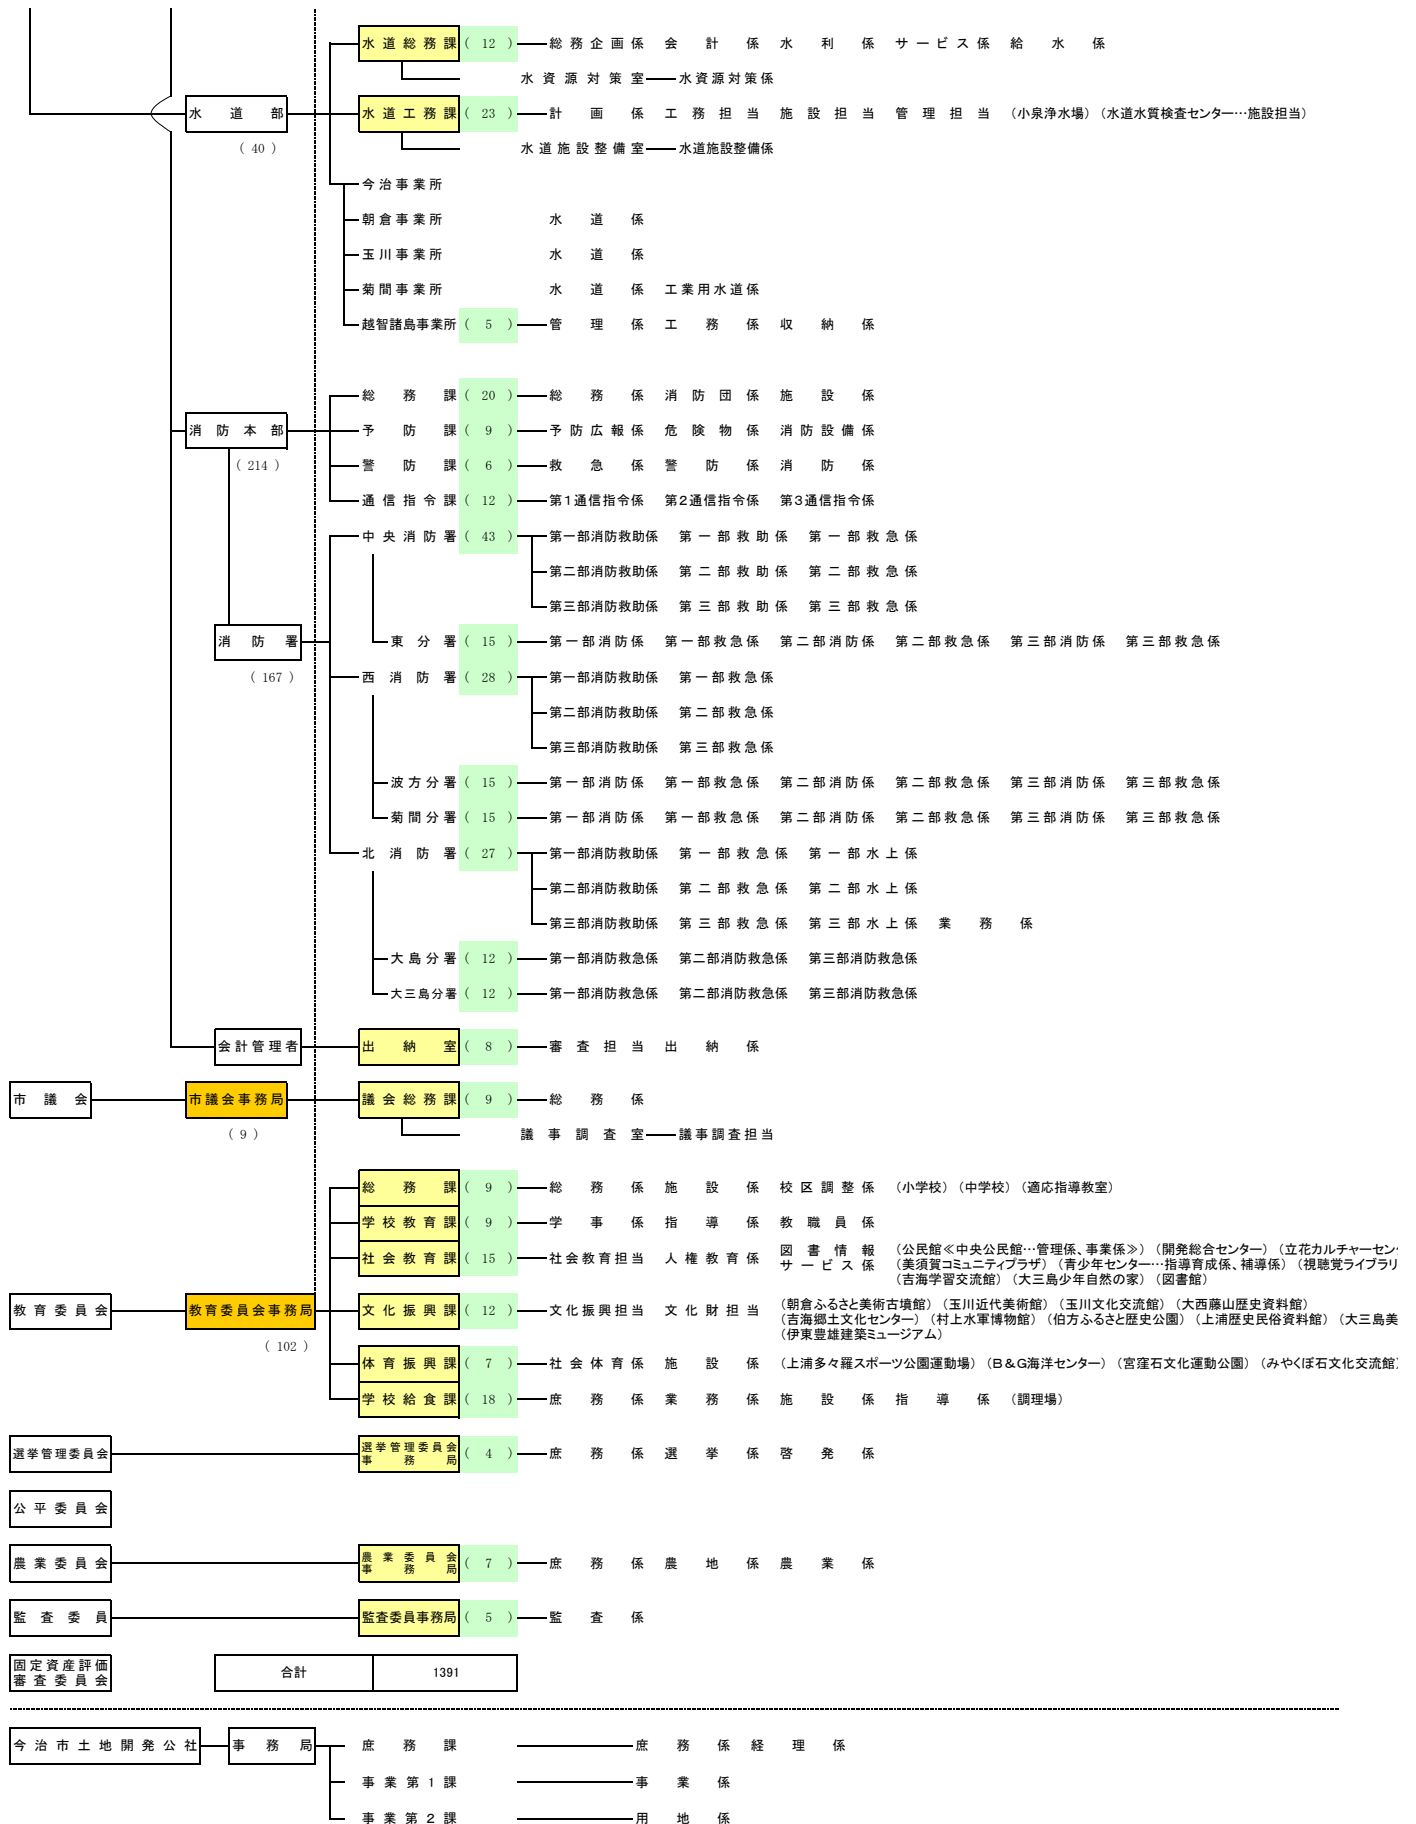 水道総務課 ( 12 ) 総務企画係 会計係 水利係 サービス係 給水係
水資源対策室 水資源対策係
水道部 水道工務課 ( 23 ) 計画係 工務担当 施設担当 管理担当 (小泉浄水場) (水道水質検査センター…施設担当)
( 40 ) 水道施設整備室 水道施設整備係
今治事業所
朝倉事業所 水道係
玉川事業所 水道係
菊間事業所 水道係 工業用水道係
越智諸島事業所 ( 5 ) 管理係 工務係 収納係
総務課 ( 20 ) 総務係 消防団係 施設係
消防本部 予防課 ( 9 ) 予防広報係 危険物係 消防設備係
( 214 ) 警防課 ( 6 ) 救急係 警防係 消防係
通信指令課 ( 12 ) 第1通信指令係 第2通信指令係 第3通信指令係
中央消防署 ( 43 ) 第一部消防救助係 第一部救助係 第一部救急係
第二部消防救助係 第二部救助係 第二部救急係
第三部消防救助係 第三部救助係 第三部救急係
消防署 東分署 ( 15 ) 第一部消防係 第一部救急係 第二部消防係 第二部救急係 第三部消防係 第三部救急係
( 167 ) 西消防署 ( 28 ) 第一部消防救助係 第一部救急係
第二部消防救助係 第二部救急係
第三部消防救助係 第三部救急係
波方分署 ( 15 ) 第一部消防係 第一部救急係 第二部消防係 第二部救急係 第三部消防係 第三部救急係
菊間分署 ( 15 ) 第一部消防係 第一部救急係 第二部消防係 第二部救急係 第三部消防係 第三部救急係
北消防署 ( 27 ) 第一部消防救助係 第一部救急係 第一部水上係
第二部消防救助係 第二部救急係 第二部水上係
第三部消防救助係 第三部救急係 第三部水上係 業務係
大島分署 ( 12 ) 第一部消防救急係 第二部消防救急係 第三部消防救急係
大三島分署 ( 12 ) 第一部消防救急係 第二部消防救急係 第三部消防救急係
会計管理者 出納室 ( 8 ) 審査担当 出納係
市議会 市議会事務局 議会総務課 ( 9 ) 総務係
( 9 ) 議事調査室 議事調査担当
総務課 ( 9 ) 総務係 施設係 校区調整係 (小学校) (中学校) (適応指導教室)
学校教育課 ( 9 ) 学事係 指導係 教職員係
社会教育課 ( 15 ) 社会教育担当 人権教育係 図書情報サービス係 (公民館≪中央公民館…管理係、事業係≫) (開発総合センター) (立花カルチャーセン
(美須賀コミュニティプラザ) (青少年センター…指導育成係、補導係) (視聴覚ライブラリ
(吉海学習交流館) (大三島少年自然の家) (図書館)
教育委員会 教育委員会事務局 文化振興課 ( 12 ) 文化振興担当 文化財担当 (朝倉ふるさと美術古墳館) (玉川近代美術館) (玉川文化交流館) (大西藤山歴史資料館)
(吉海郷土文化センター) (村上水軍博物館) (伯方ふるさと歴史公園) (上浦歴史民俗資料館) (大三島美
(伊東豊雄建築ミュージアム)
( 102 )
体育振興課 ( 7 ) 社会体育係 施設係 (上浦多々羅スポーツ公園運動場) (B&G海洋センター) (宮窪石文化運動公園) (みやくぼ石文化交流館)
学校給食課 ( 18 ) 庶務係 業務係 施設係 指導係 (調理場)
選挙管理委員会 選挙管理委員会事務局 ( 4 ) 庶務係 選挙係 啓発係
公平委員会
農業委員会 農業委員会事務局 ( 7 ) 庶務係 農地係 農業係
監査委員 監査委員事務局 ( 5 ) 監査係
固定資産評価審査委員会 合計 1391
今治市土地開発公社 事務局 庶務課 庶務係 経理係
事業第1課 事業係
事業第2課 用地係